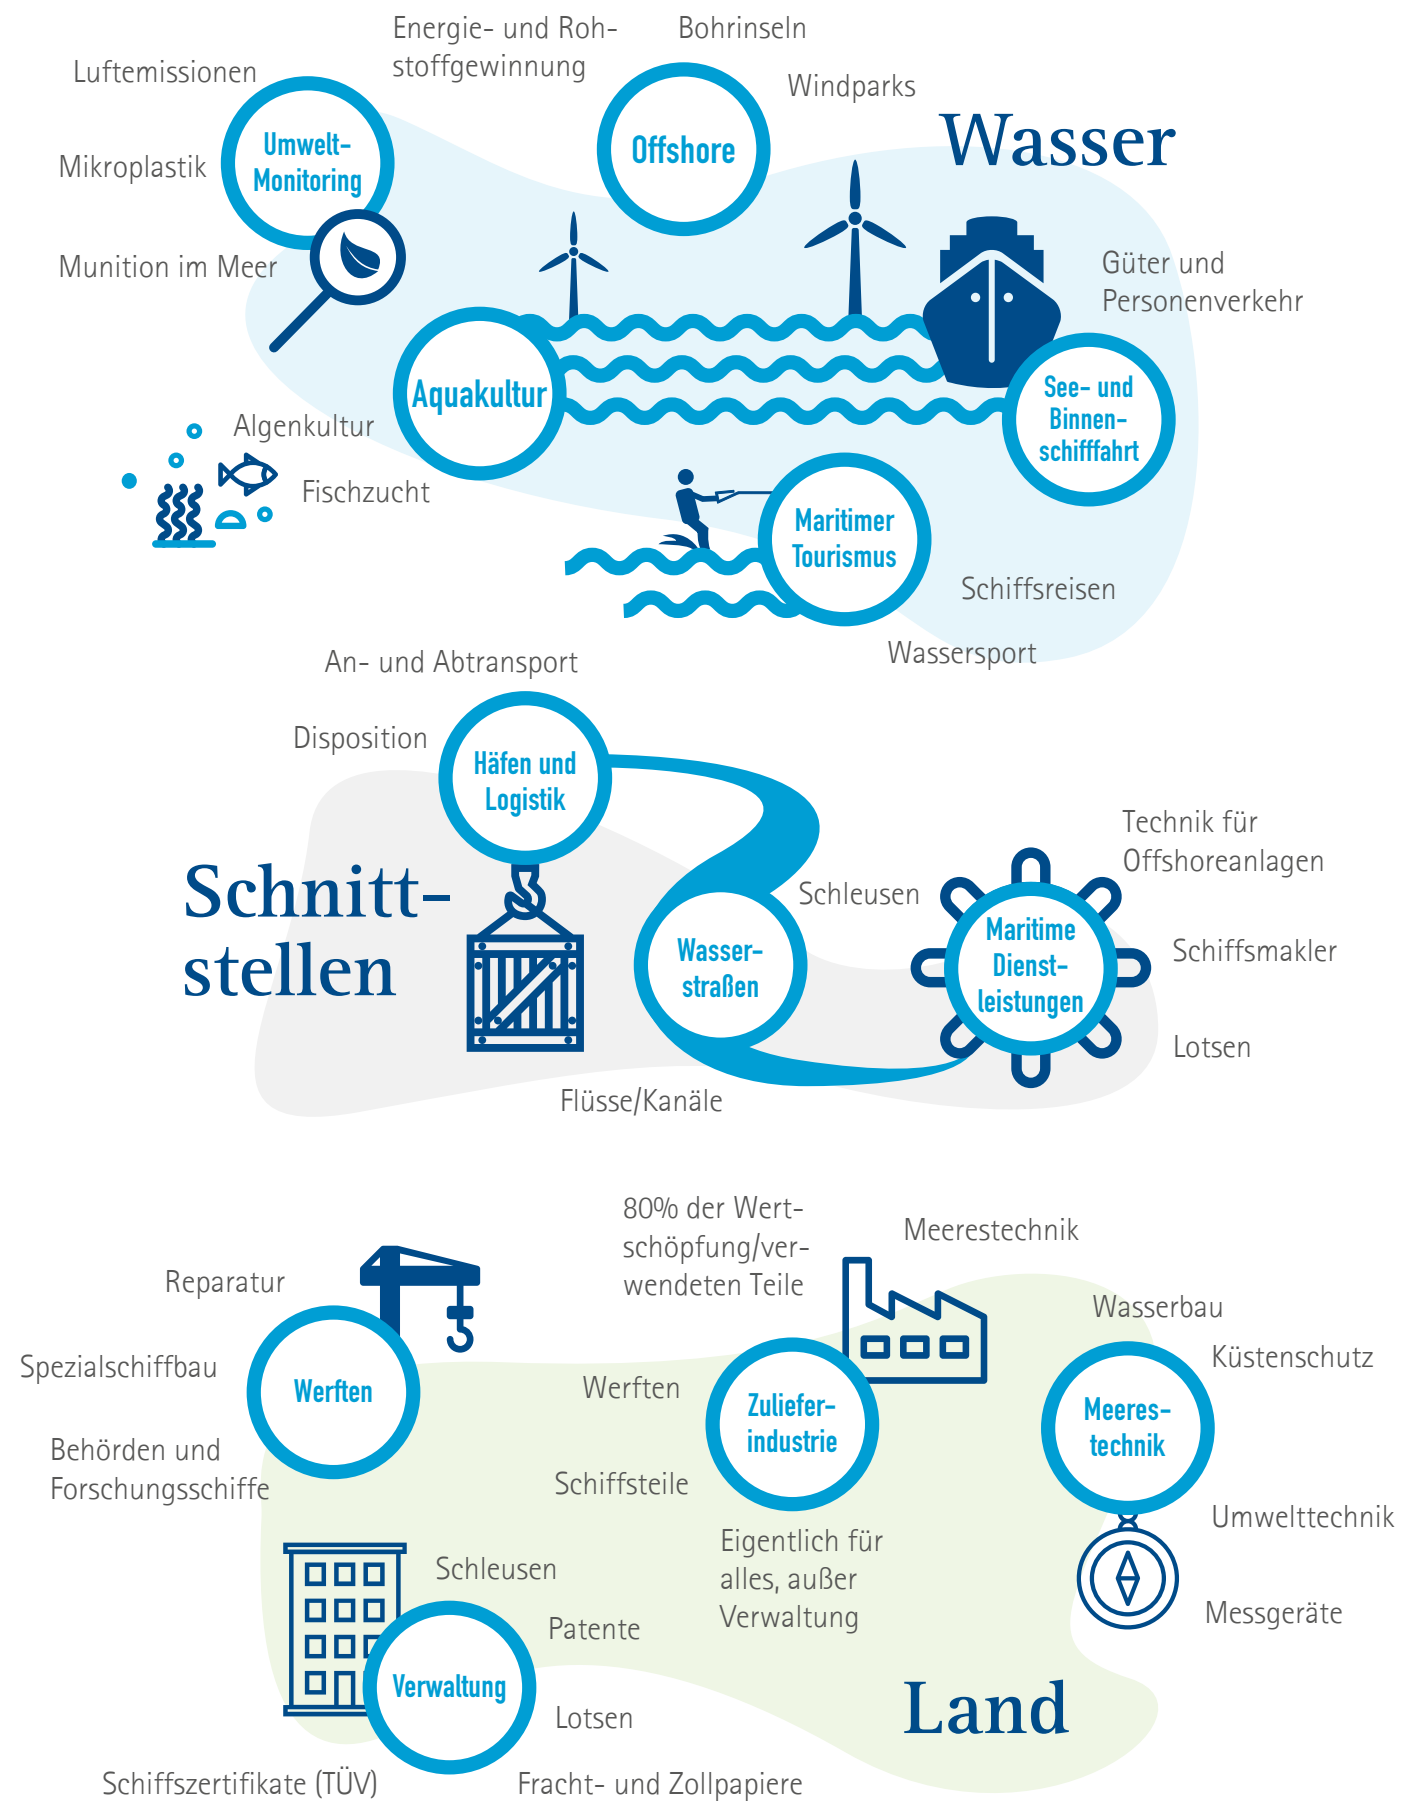 Energie- und Roh-
stoffgewinnung
Bohrinseln
Windparks
Luftemissionen
Mikroplastik
Munition im Meer
Umwelt-
Monitoring
Offshore
Wasser
Güter und
Personenverkehr
Aquakultur
See- und
Binnen-
schifffahrt
Algenkultur
Fischzucht
Maritimer
Tourismus
Schiffsreisen
Wassersport
An- und Abtransport
Disposition
Häfen und
Logistik
Schnitt-
stellen
Wasser-
straßen
Schleusen
Flüsse/Kanäle
Maritime
Dienst-
leistungen
Technik für
Offshoreanlagen
Schiffsmakler
Lotsen
Reparatur
Spezialschiffbau
Behörden und
Forschungsschiffe
Werften
80% der Wert-
schöpfung/ver-
wendeten Teile
Meerestechnik
Werften
Schiffsteile
Zuliefer-
industrie
Eigentlich für
alles, außer
Verwaltung
Wasserbau
Küstenschutz
Meeres-
technik
Umwelttechnik
Messgeräte
Schleusen
Patente
Verwaltung
Lotsen
Schiffszertifikate (TÜV)
Fracht- und Zollpapiere
Land